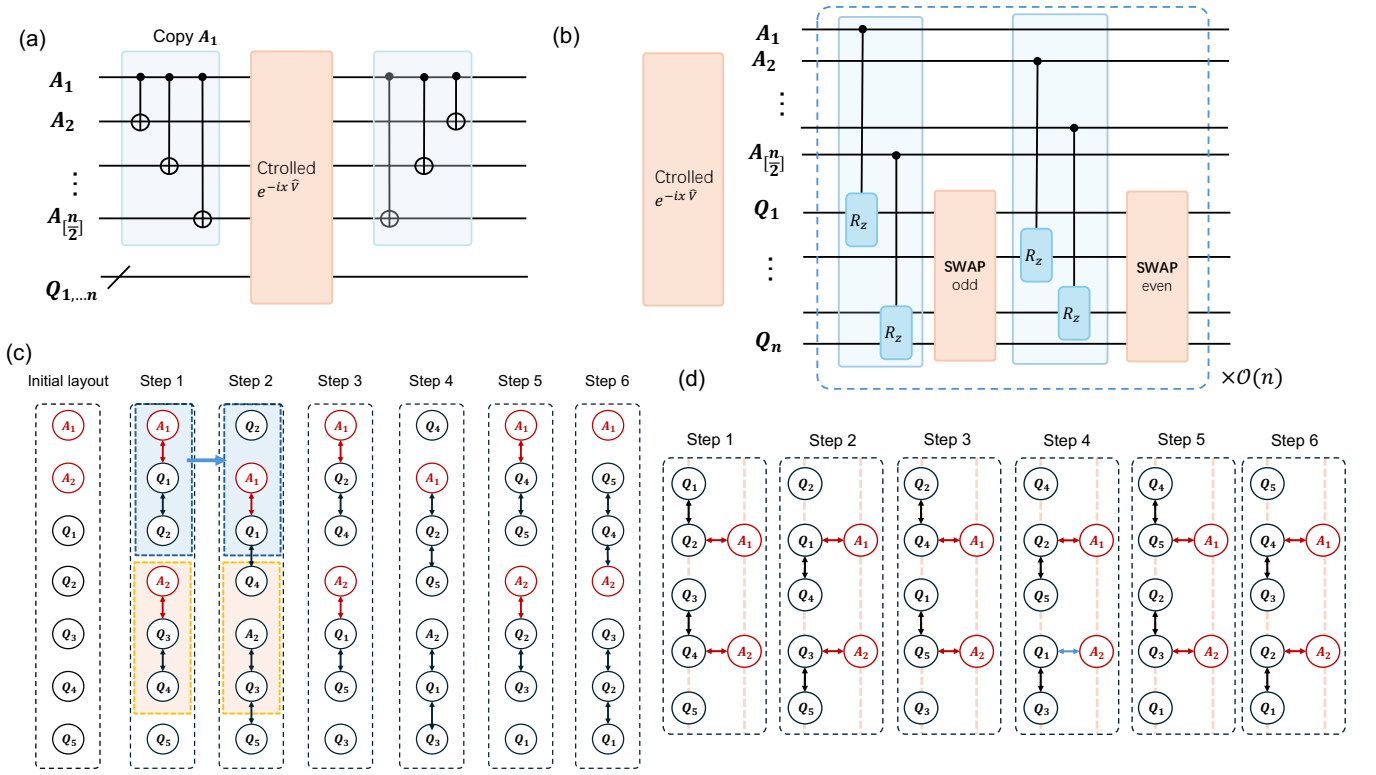 (a)
Copy A₁
A₁
A₂
⋮
A_[n/2]
Q₁,…n
Ctrolled
e^{-ix V̂}
(b)
Ctrolled
e^{-ix V̂}
A₁
A₂
⋮
A_[n/2]
Q₁
⋮
Qₙ
R_z
R_z
SWAP
odd
R_z
R_z
SWAP
even
×𝒪(n)
(c)
Initial layout
A₁
A₂
Q₁
Q₂
Q₃
Q₄
Q₅
Step 1
A₁
Q₁
Q₂
A₂
Q₃
Q₄
Q₅
Step 2
Q₂
A₁
Q₁
Q₄
A₂
Q₃
Q₅
Step 3
A₁
Q₂
Q₄
A₂
Q₁
Q₅
Q₃
Step 4
Q₄
A₁
Q₂
Q₅
A₂
Q₁
Q₃
Step 5
A₁
Q₄
Q₅
A₂
Q₂
Q₃
Q₁
Step 6
A₁
Q₅
Q₄
A₂
Q₃
Q₂
Q₁
(d)
Step 1
Q₁
Q₂ A₁
Q₃
Q₄ A₂
Q₅
Step 2
Q₂
Q₁ A₁
Q₄
Q₃ A₂
Q₅
Step 3
Q₂
Q₄ A₁
Q₁
Q₅ A₂
Q₃
Step 4
Q₄
Q₂ A₁
Q₅
Q₁ A₂
Q₃
Step 5
Q₄
Q₅ A₁
Q₂
Q₃ A₂
Q₁
Step 6
Q₅
Q₄ A₁
Q₃
Q₂ A₂
Q₁